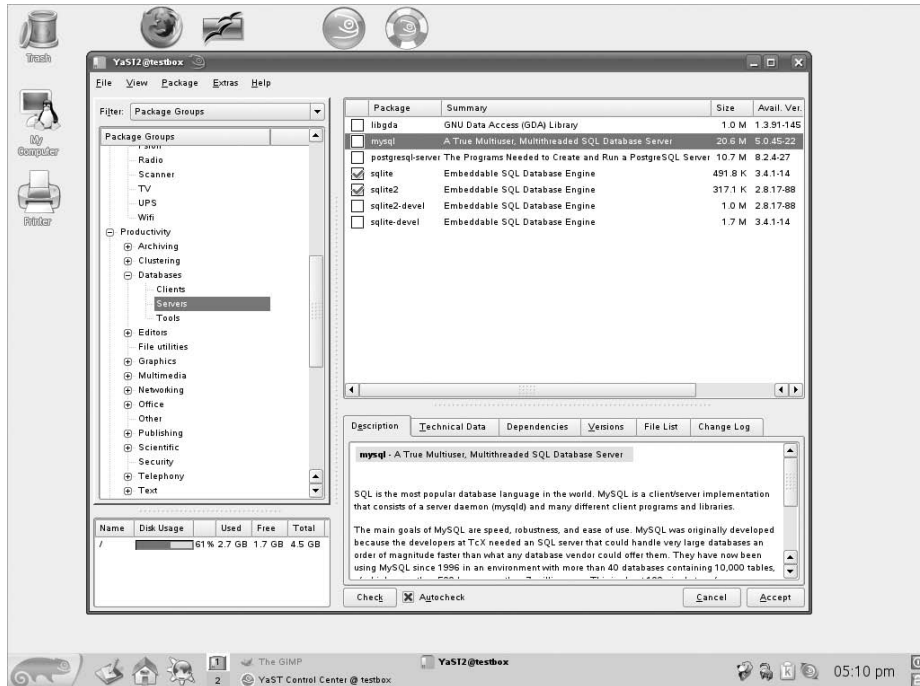 Trash
My
Computer
Printer
YaST2@testbox
File View Package Extras Help
Filter: Package Groups
Package Groups
Radio
Scanner
TV
UPS
Wifi
Productivity
Archiving
Clustering
Databases
Clients
Servers
Tools
Editors
File utilities
Graphics
Multimedia
Networking
Office
Other
Publishing
Scientific
Security
Telephony
Text
Name Disk Usage Used Free Total
/ 61% 2.7 GB 1.7 GB 4.5 GB
Package Summary Size Avail. Ver.
libgda GNU Data Access (GDA) Library 1.0 M 1.3.91-145
mysql A True Multiuser, Multithreaded SQL Database Server 20.6 M 5.0.45-22
postgresql-server The Programs Needed to Create and Run a PostgreSQL Server 10.7 M 8.2.4-27
sqlite Embeddable SQL Database Engine 491.8 K 3.4.1-14
sqlite2 Embeddable SQL Database Engine 317.1 K 2.8.17-88
sqlite2-devel Embeddable SQL Database Engine 1.0 M 2.8.17-88
sqlite-devel Embeddable SQL Database Engine 1.7 M 3.4.1-14
Description Technical Data Dependencies Versions File List Change Log
mysql - A True Multiuser, Multithreaded SQL Database Server
SQL is the most popular database language in the world. MySQL is a client/server implementation
that consists of a server daemon (mysqld) and many different client programs and libraries.
The main goals of MySQL are speed, robustness, and ease of use. MySQL was originally developed
because the developers at TcX needed an SQL server that could handle very large databases an
order of magnitude faster than what any database vendor could offer them. They have now been
using MySQL since 1996 in an environment with more than 40 databases containing 10,000 tables,
Check Autocheck Cancel Accept
1
2
The GIMP
YaST Control Center @ testbox
YaST2@testbox
05:10 pm